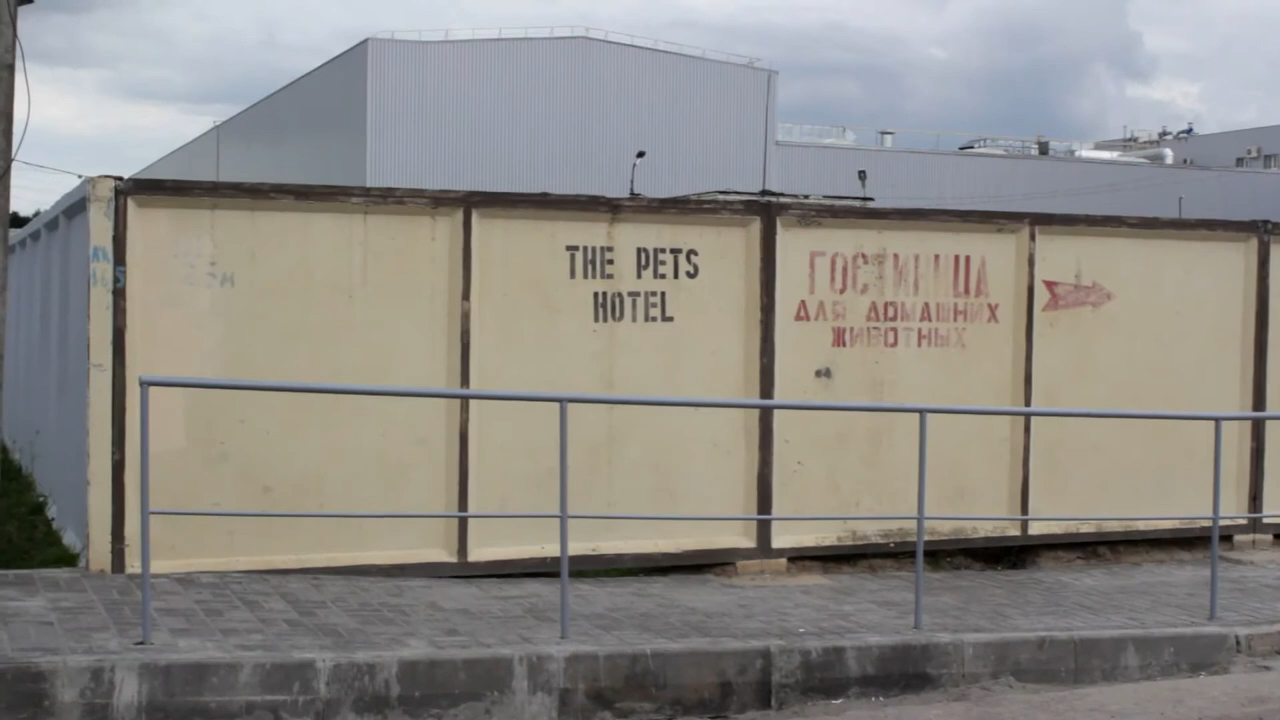 THE PETS
HOTEL
ГОСТИНИЦА
ДЛЯ ДОМАШНИХ
ЖИВОТНЫХ